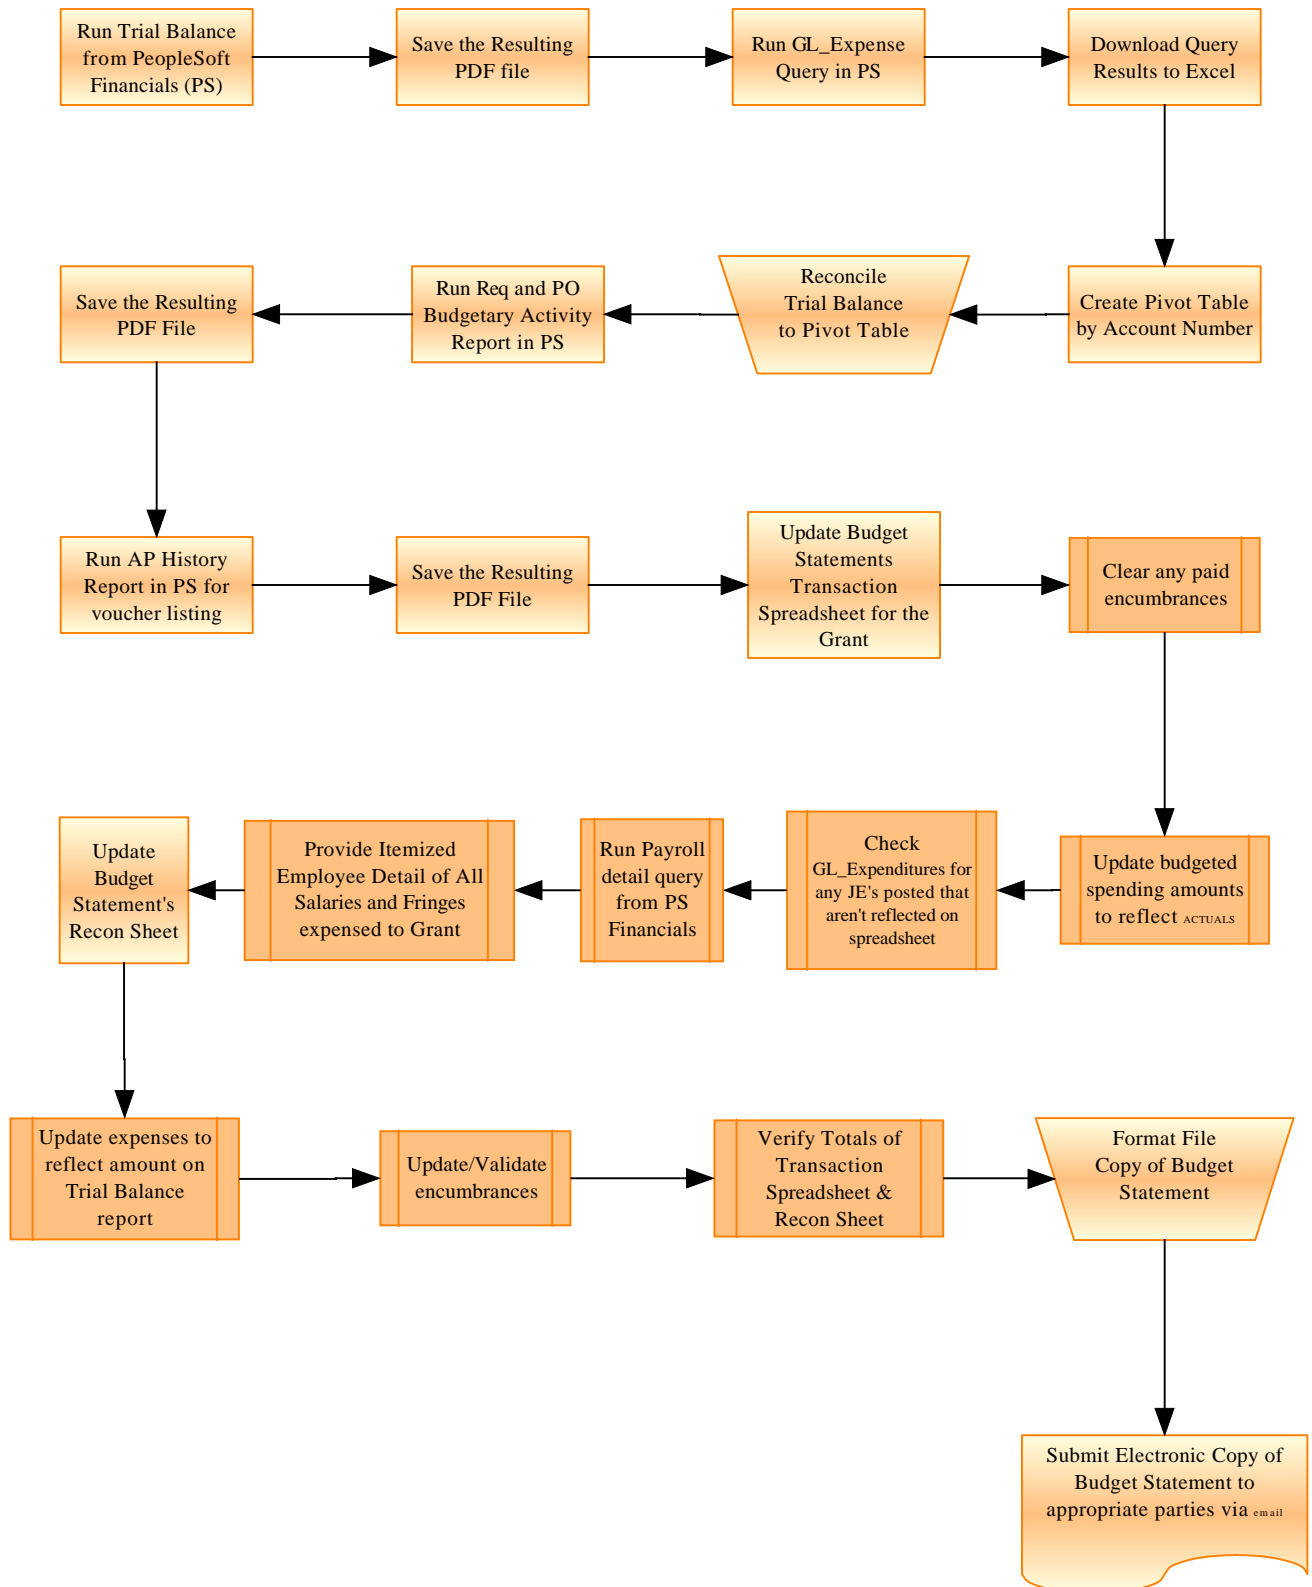 Run Trial Balance
from PeopleSoft
Financials (PS)
Save the Resulting
PDF file
Run GL_Expense
Query in PS
Download Query
Results to Excel
Create Pivot Table
by Account Number
Reconcile
Trial Balance
to Pivot Table
Run Req and PO
Budgetary Activity
Report in PS
Save the Resulting
PDF File
Run AP History
Report in PS for
voucher listing
Save the Resulting
PDF File
Update Budget
Statements
Transaction
Spreadsheet for the
Grant
Clear any paid
encumbrances
Update budgeted
spending amounts
to reflect ACTUALS
Check
GL_Expenditures for
any JE's posted that
aren't reflected on
spreadsheet
Run Payroll
detail query
from PS
Financials
Provide Itemized
Employee Detail of All
Salaries and Fringes
expensed to Grant
Update
Budget
Statement's
Recon Sheet
Update expenses to
reflect amount on
Trial Balance
report
Update/Validate
encumbrances
Verify Totals of
Transaction
Spreadsheet &
Recon Sheet
Format File
Copy of Budget
Statement
Submit Electronic Copy of
Budget Statement to
appropriate parties via email